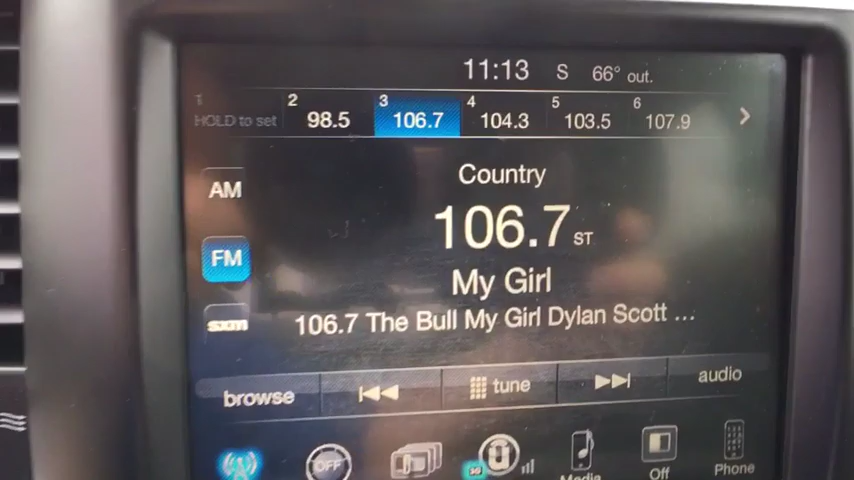 11:13 S 66° out.
1 2 3 4 5 6
HOLD to set 98.5 106.7 104.3 103.5 107.9
Country
AM
106.7 ST
FM
My Girl
sxm
106.7 The Bull My Girl Dylan Scott ...
browse tune audio
OFF u 3G Media Off Phone